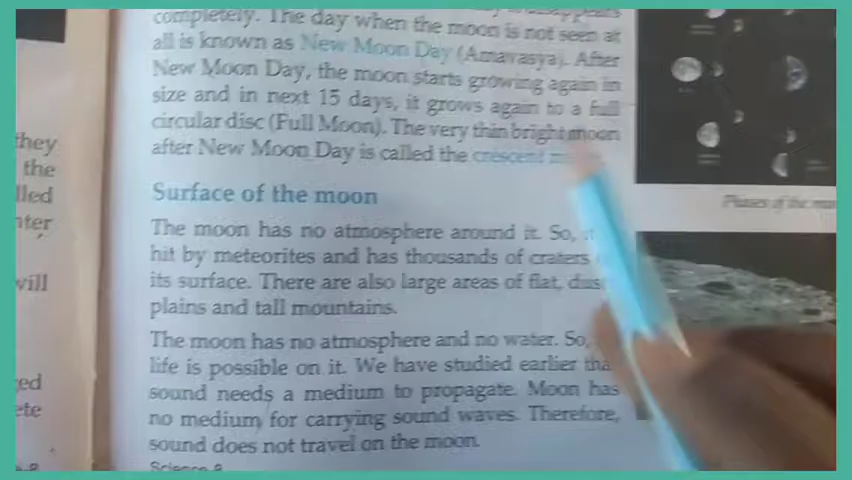 they
the
lled
nter
will
ged
ete
completely. The day when the moon is not seen at
all is known as New Moon Day (Amavasya). After
New Moon Day, the moon starts growing again in
size and in next 15 days, it grows again to a full
circular disc (Full Moon). The very thin bright moon
after New Moon Day is called the crescent
Surface of the moon
The moon has no atmosphere around it. So,
hit by meteorites and has thousands of craters
its surface. There are also large areas of flat,
plains and tall mountains.
The moon has no atmosphere and no water. So,
life is possible on it. We have studied earlier
sound needs a medium to propagate. Moon has
no medium for carrying sound waves. Therefore,
sound does not travel on the moon.
Science-8
Phases of the